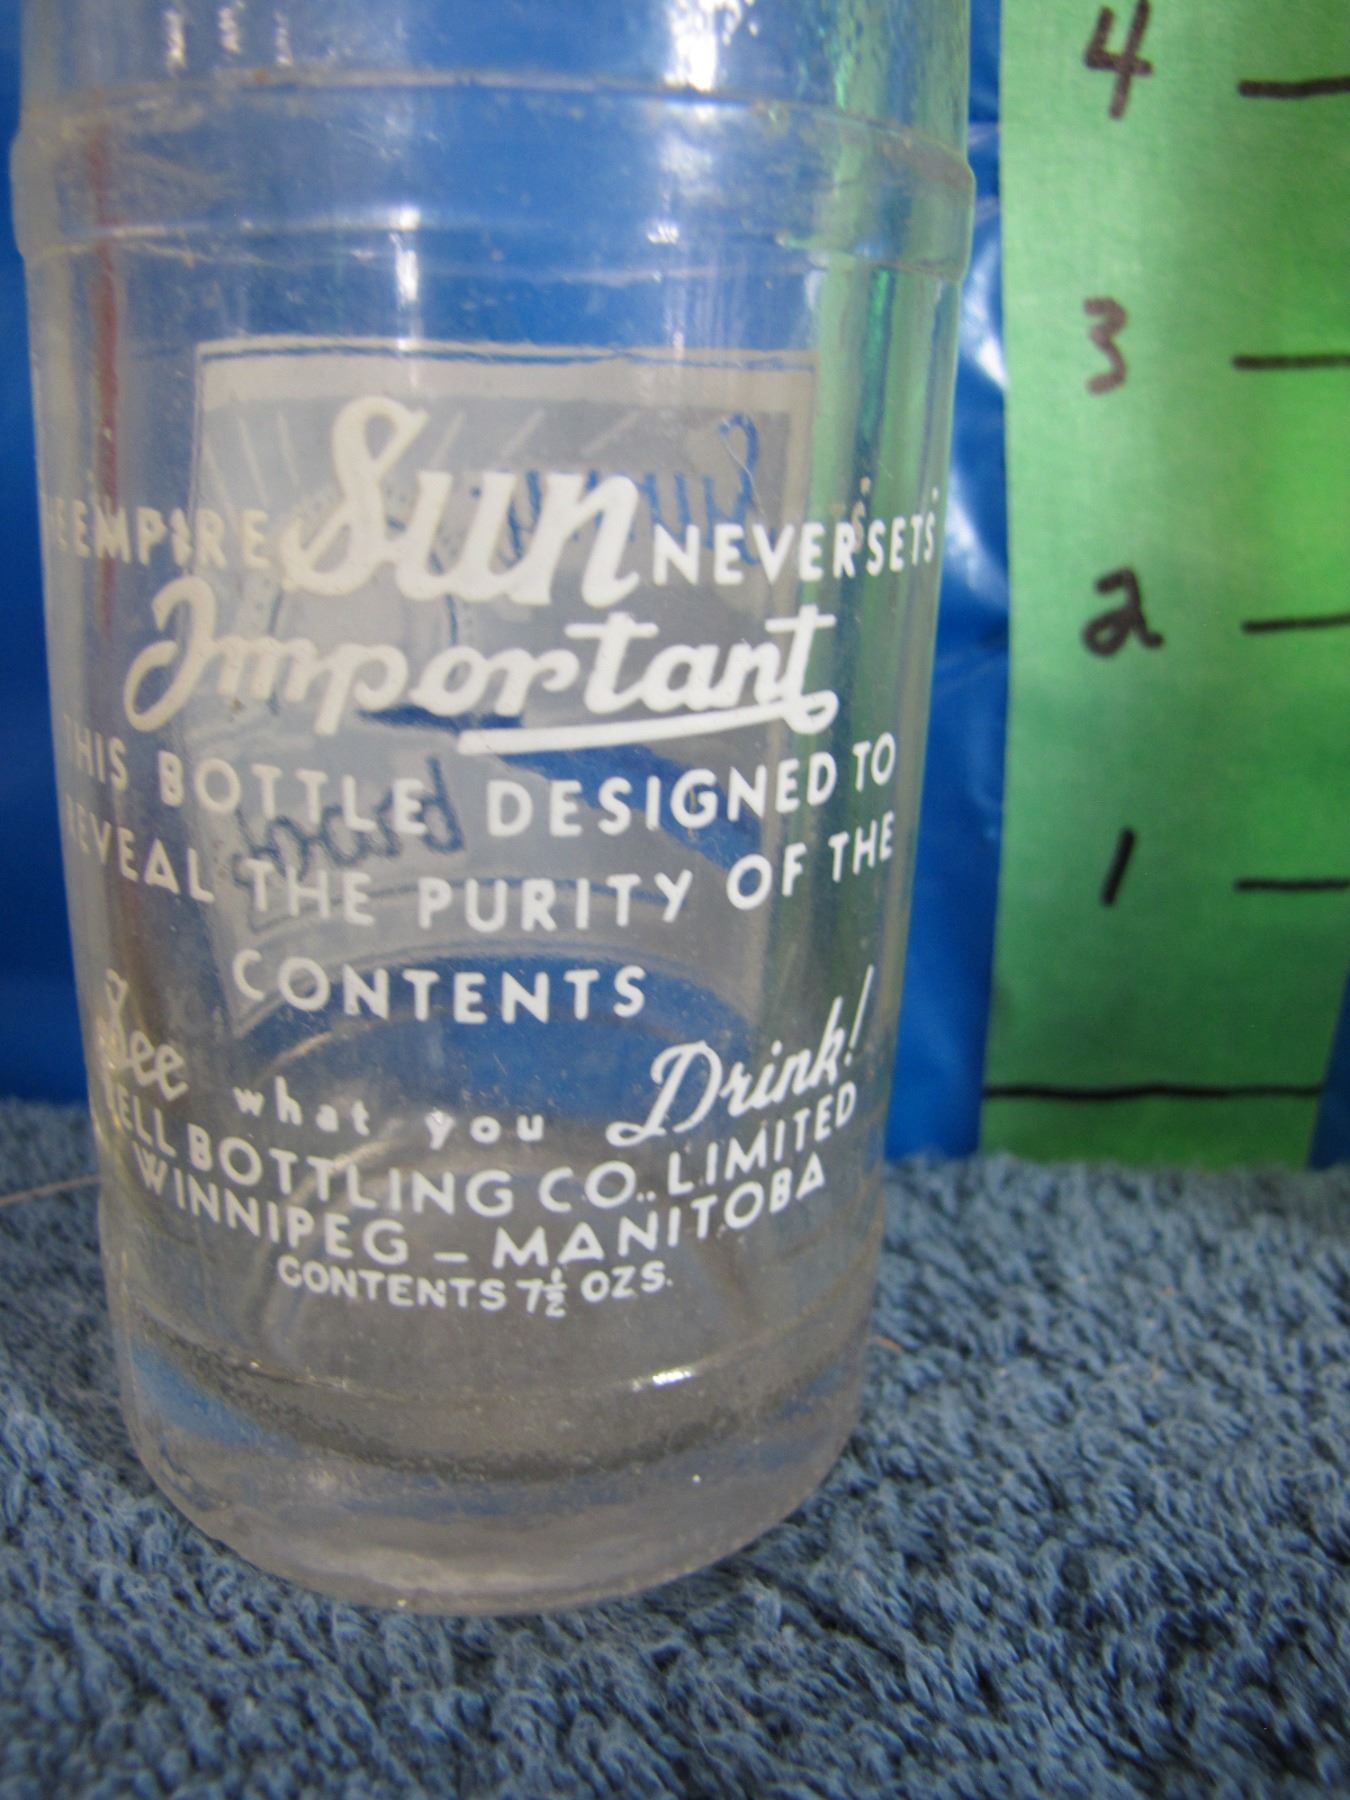 EMPIRE Sun NEVER SETS"
Important
THIS BOTTLE DESIGNED TO
REVEAL THE PURITY OF THE
CONTENTS
See what you Drink!
BOTTLING CO.. LIMITED
WINNIPEG – MANITOBA
CONTENTS 7½ OZS.
4
3
2
1